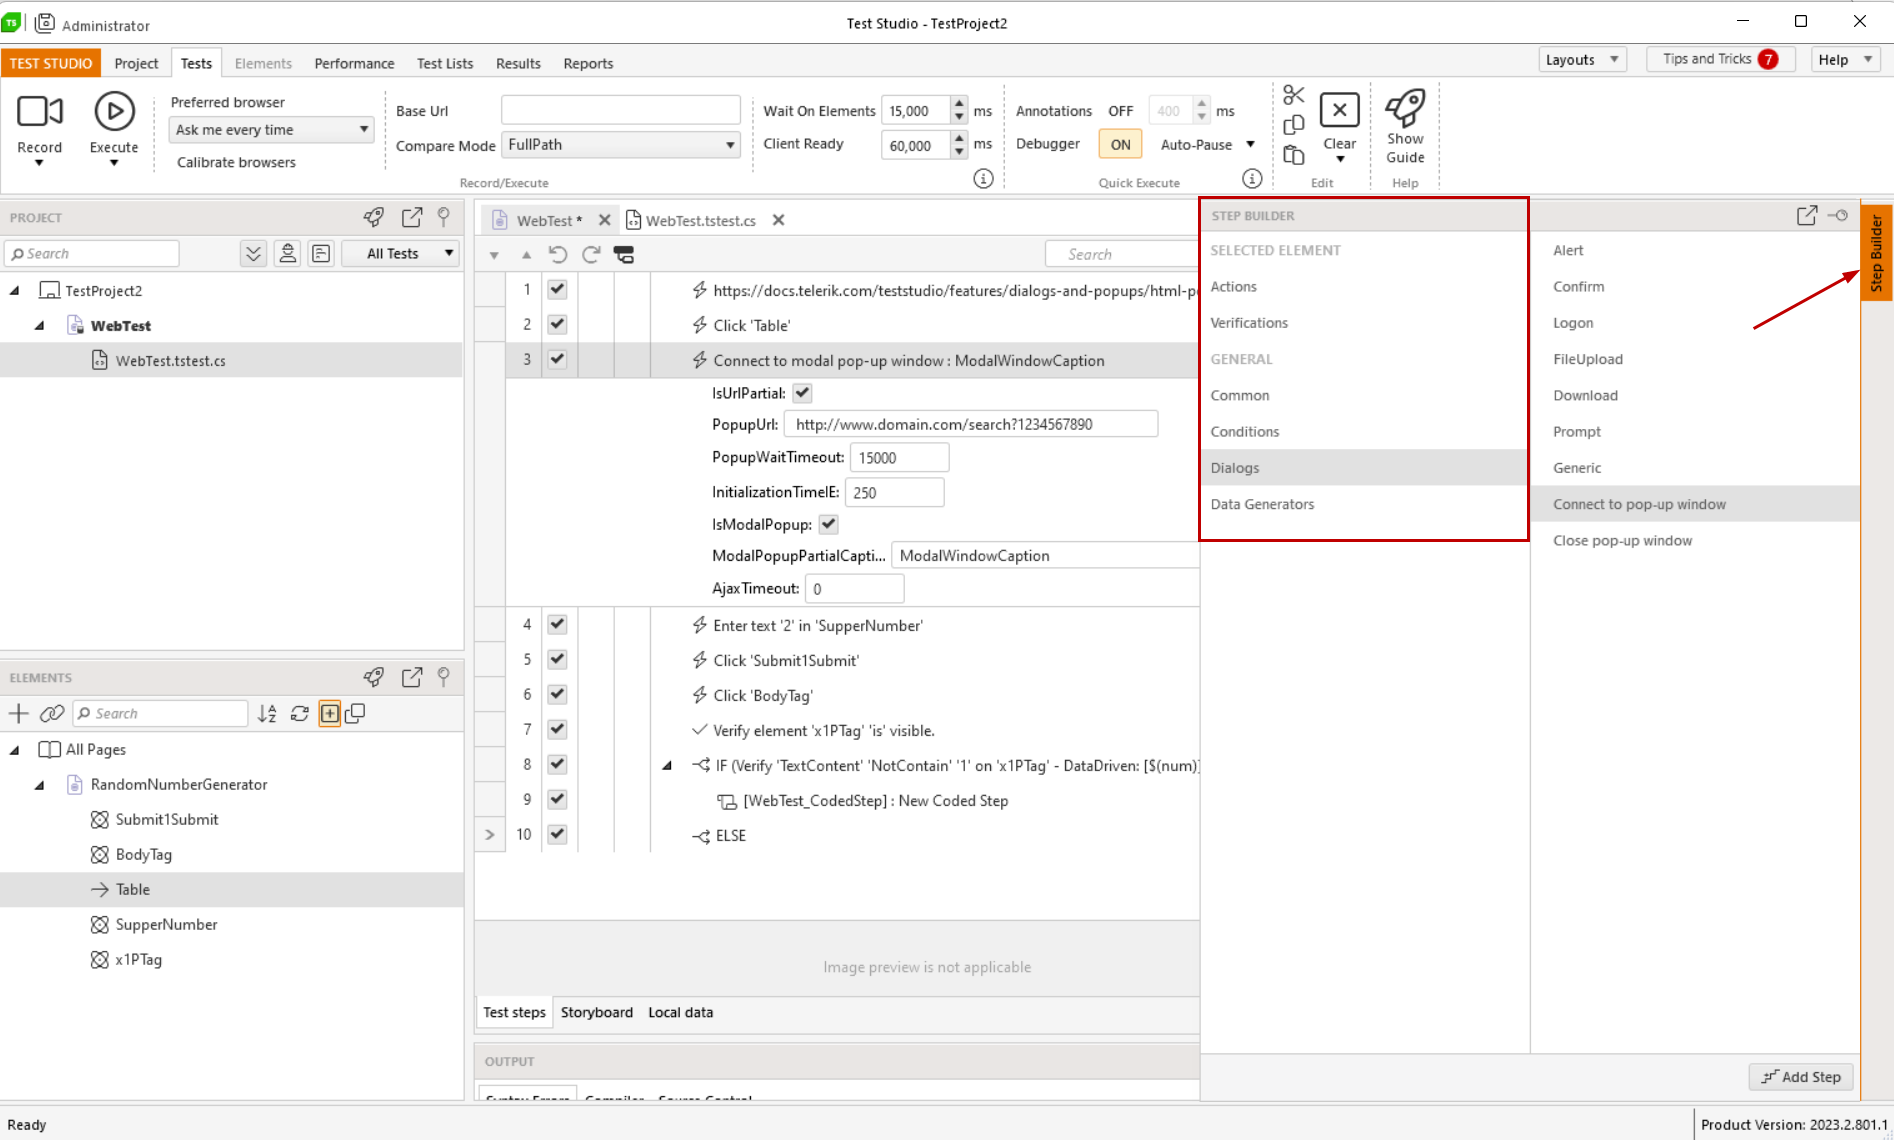 TS
Administrator
Test Studio - TestProject2
TEST STUDIO
Project
Tests
Elements
Performance
Test Lists
Results
Reports
Layouts
Tips and Tricks 7
Help
Record
Execute
Preferred browser
Ask me every time
Calibrate browsers
Base Url
Compare Mode FullPath
Record/Execute
Wait On Elements 15,000 ms
Client Ready 60,000 ms
Annotations OFF 400 ms
Debugger ON Auto-Pause
Quick Execute
Clear
Edit
Show
Guide
Help
PROJECT
Search
All Tests
TestProject2
WebTest
WebTest.tstest.cs
ELEMENTS
Search
All Pages
RandomNumberGenerator
Submit1Submit
BodyTag
Table
SupperNumber
x1PTag
WebTest *
WebTest.tstest.cs
Search
1 https://docs.telerik.com/teststudio/features/dialogs-and-popups/html-p
2 Click 'Table'
3 Connect to modal pop-up window : ModalWindowCaption
IsUrlPartial:
PopupUrl: http://www.domain.com/search?1234567890
PopupWaitTimeout: 15000
InitializationTimeIE: 250
IsModalPopup:
ModalPopupPartialCapti... ModalWindowCaption
AjaxTimeout: 0
4 Enter text '2' in 'SupperNumber'
5 Click 'Submit1Submit'
6 Click 'BodyTag'
7 Verify element 'x1PTag' 'is' visible.
8 IF (Verify 'TextContent' 'NotContain' '1' on 'x1PTag' - DataDriven: [$(num)]
9 [WebTest_CodedStep] : New Coded Step
10 ELSE
Image preview is not applicable
Test steps
Storyboard
Local data
OUTPUT
Syntax Errors
Compiler
Source Control
STEP BUILDER
SELECTED ELEMENT
Actions
Verifications
GENERAL
Common
Conditions
Dialogs
Data Generators
Alert
Confirm
Logon
FileUpload
Download
Prompt
Generic
Connect to pop-up window
Close pop-up window
Add Step
Step Builder
Ready
Product Version: 2023.2.801.1